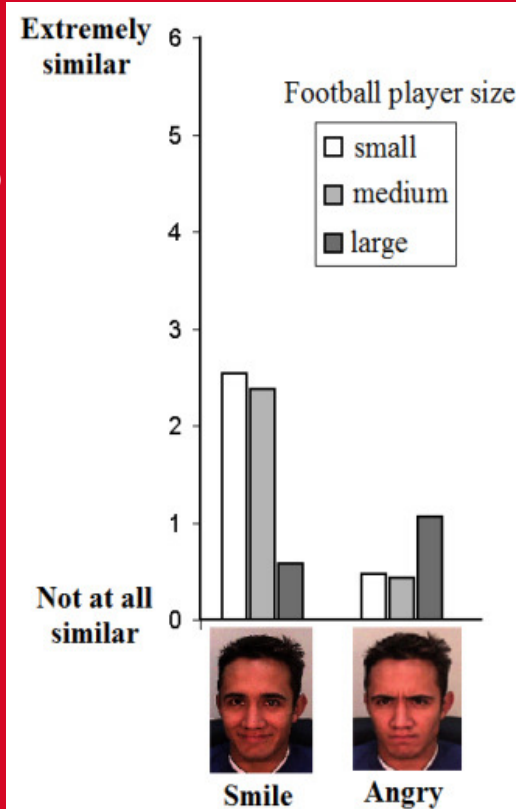 Extremely
similar
6
Football player size
small
medium
large
5
4
3
2
1
Not at all
similar
0
Smile
Angry